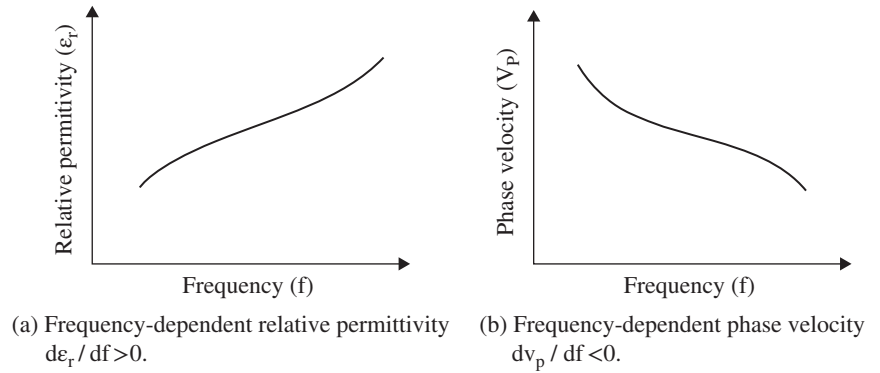 Relative permitivity (εr)
Frequency (f)
(a) Frequency-dependent relative permittivity
dεr / df >0.
Phase velocity (VP)
Frequency (f)
(b) Frequency-dependent phase velocity
dvp / df <0.